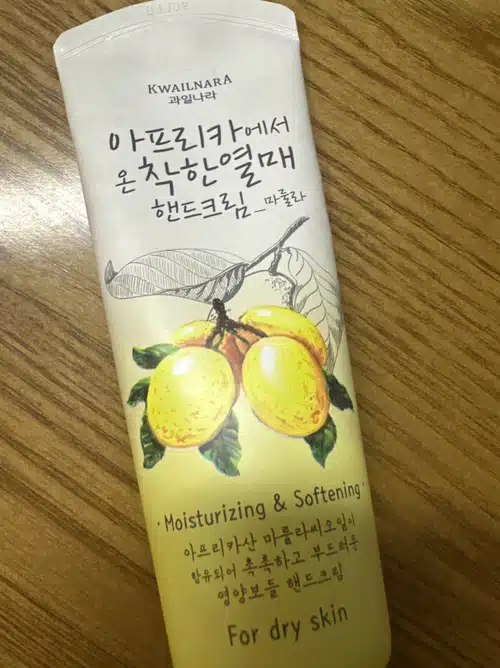 KWAILNARA
과일나라
아프리카에서
온 착한열매
핸드크림_마룰라
· Moisturizing & Softening ·
아프리카산 마룰라씨오일이
함유되어 촉촉하고 부드러운
영양보들 핸드크림
For dry skin